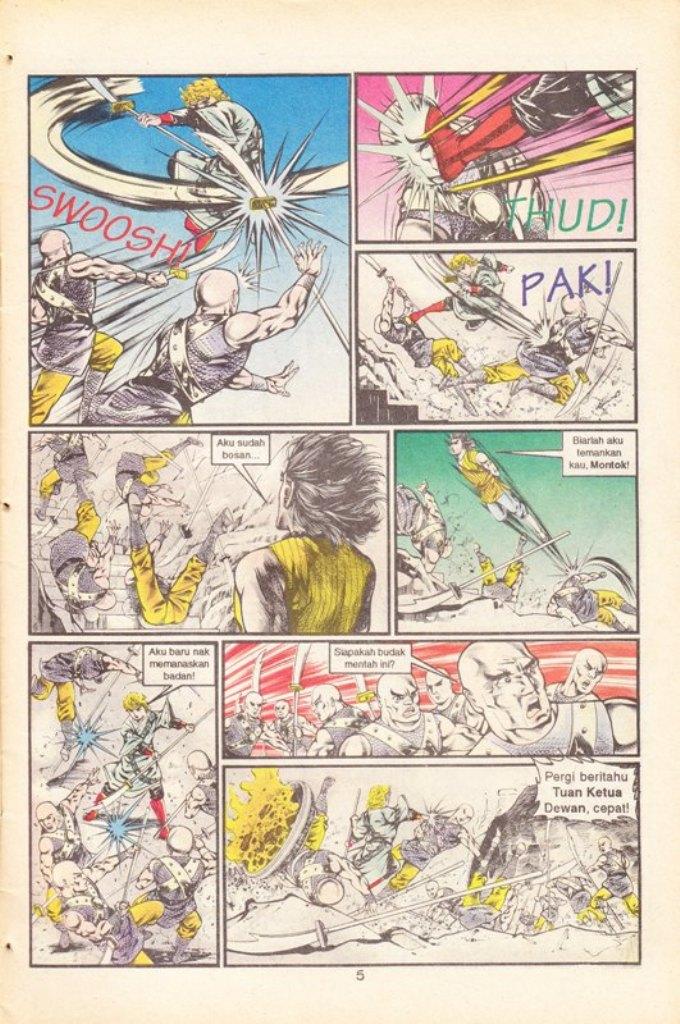 SWOOSH!
THUD!
PAK!
Aku sudah
bosan...
Biarlah aku
temankan
kau, Montok!
Aku baru nak
memanaskan
badan!
Siapakah budak
mentah ini?
Pergi beritahu
Tuan Ketua
Dewan, cepat!
5